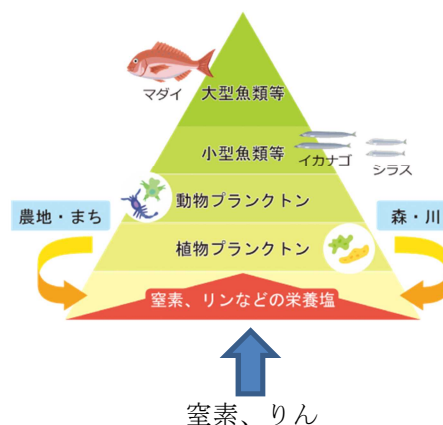 マダイ
大型魚類等
小型魚類等
イカナゴ
シラス
動物プランクトン
農地・まち
森・川
植物プランクトン
窒素、リンなどの栄養塩
窒素、りん